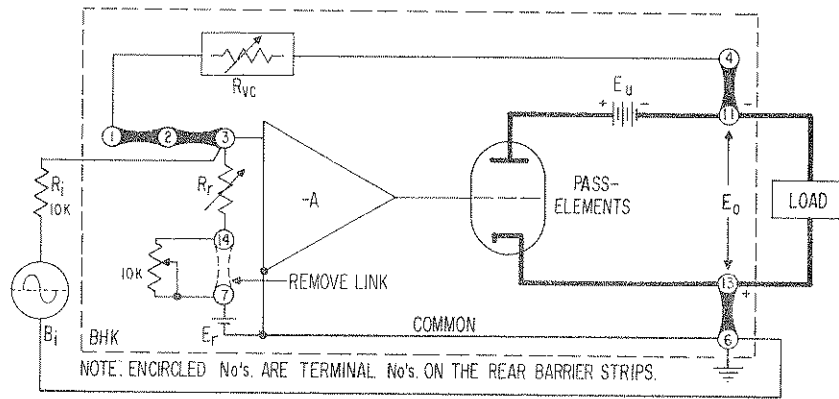 4
R_vc
E_u
+ -
-
11
1 2 3
R_r
R_i
10K
-A
PASS-
ELEMENTS
E_o
LOAD
14
10K
REMOVE LINK
7
13
+
E_r
COMMON
B_i
BHK
6
NOTE: ENCIRCLED No's. ARE TERMINAL No's. ON THE REAR BARRIER STRIPS.